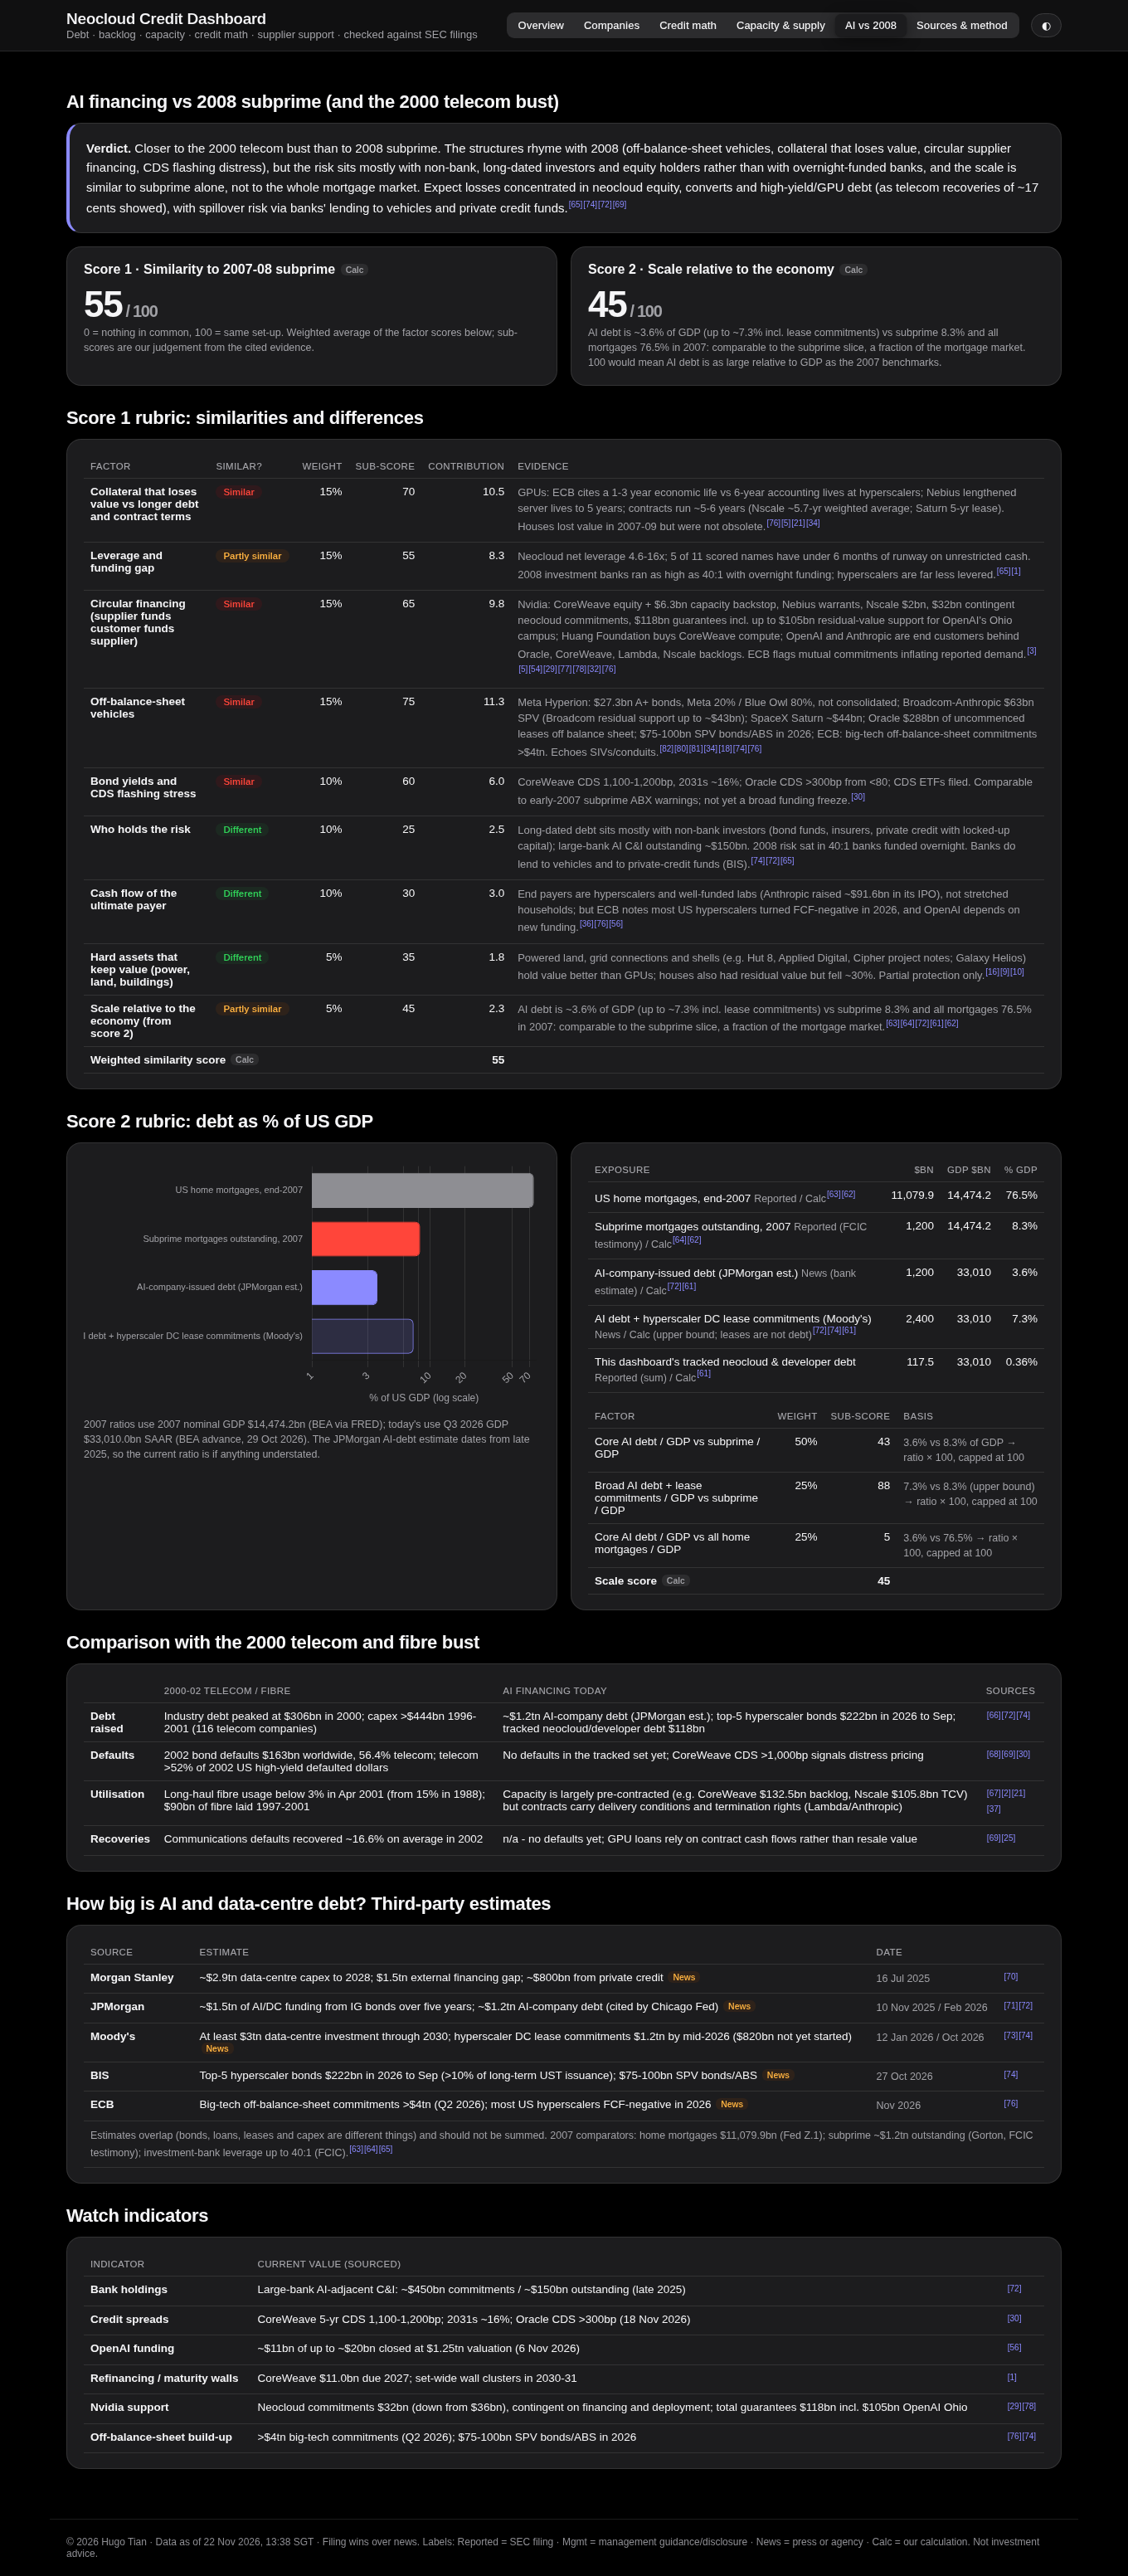 Neocloud Credit Dashboard
Debt · backlog · capacity · credit math · supplier support · checked against SEC filings
Overview Companies Credit math Capacity & supply AI vs 2008 Sources & method
AI financing vs 2008 subprime (and the 2000 telecom bust)
Verdict. Closer to the 2000 telecom bust than to 2008 subprime. The structures rhyme with 2008 (off-balance-sheet vehicles, collateral that loses value, circular supplier
financing, CDS flashing distress), but the risk sits mostly with non-bank, long-dated investors and equity holders rather than with overnight-funded banks, and the scale is
similar to subprime alone, not to the whole mortgage market. Expect losses concentrated in neocloud equity, converts and high-yield/GPU debt (as telecom recoveries of ~17
cents showed), with spillover risk via banks' lending to vehicles and private credit funds.[65][74][72][69]
Score 1 · Similarity to 2007-08 subprime Calc
55 / 100
0 = nothing in common, 100 = same set-up. Weighted average of the factor scores below; sub-
scores are our judgement from the cited evidence.
Score 2 · Scale relative to the economy Calc
45 / 100
AI debt is ~3.6% of GDP (up to ~7.3% incl. lease commitments) vs subprime 8.3% and all
mortgages 76.5% in 2007: comparable to the subprime slice, a fraction of the mortgage market.
100 would mean AI debt is as large relative to GDP as the 2007 benchmarks.
Score 1 rubric: similarities and differences
FACTOR SIMILAR? WEIGHT SUB-SCORE CONTRIBUTION EVIDENCE
Collateral that loses
value vs longer debt
and contract terms
Similar 15% 70 10.5
GPUs: ECB cites a 1-3 year economic life vs 6-year accounting lives at hyperscalers; Nebius lengthened
server lives to 5 years; contracts run ~5-6 years (Nscale ~5.7-yr weighted average; Saturn 5-yr lease).
Houses lost value in 2007-09 but were not obsolete.[76][5][21][34]
Leverage and
funding gap
Partly similar 15% 55 8.3
Neocloud net leverage 4.6-16x; 5 of 11 scored names have under 6 months of runway on unrestricted cash.
2008 investment banks ran as high as 40:1 with overnight funding; hyperscalers are far less levered.[65][1]
Circular financing
(supplier funds
customer funds
supplier)
Similar 15% 65 9.8
Nvidia: CoreWeave equity + $6.3bn capacity backstop, Nebius warrants, Nscale $2bn, $32bn contingent
neocloud commitments, $118bn guarantees incl. up to $105bn residual-value support for OpenAI's Ohio
campus; Huang Foundation buys CoreWeave compute; OpenAI and Anthropic are end customers behind
Oracle, CoreWeave, Lambda, Nscale backlogs. ECB flags mutual commitments inflating reported demand.[3]
[5][54][29][77][78][32][76]
Off-balance-sheet
vehicles
Similar 15% 75 11.3
Meta Hyperion: $27.3bn A+ bonds, Meta 20% / Blue Owl 80%, not consolidated; Broadcom-Anthropic $63bn
SPV (Broadcom residual support up to ~$43bn); SpaceX Saturn ~$44bn; Oracle $288bn of uncommenced
leases off balance sheet; $75-100bn SPV bonds/ABS in 2026; ECB: big-tech off-balance-sheet commitments
>$4tn. Echoes SIVs/conduits.[82][80][81][34][18][74][76]
Bond yields and
CDS flashing stress
Similar 10% 60 6.0
CoreWeave CDS 1,100-1,200bp, 2031s ~16%; Oracle CDS >300bp from <80; CDS ETFs filed. Comparable
to early-2007 subprime ABX warnings; not yet a broad funding freeze.[30]
Who holds the risk
Different 10% 25 2.5
Long-dated debt sits mostly with non-bank investors (bond funds, insurers, private credit with locked-up
capital); large-bank AI C&I outstanding ~$150bn. 2008 risk sat in 40:1 banks funded overnight. Banks do
lend to vehicles and to private-credit funds (BIS).[74][72][65]
Cash flow of the
ultimate payer
Different 10% 30 3.0
End payers are hyperscalers and well-funded labs (Anthropic raised ~$91.6bn in its IPO), not stretched
households; but ECB notes most US hyperscalers turned FCF-negative in 2026, and OpenAI depends on
new funding.[36][76][56]
Hard assets that
keep value (power,
land, buildings)
Different 5% 35 1.8
Powered land, grid connections and shells (e.g. Hut 8, Applied Digital, Cipher project notes; Galaxy Helios)
hold value better than GPUs; houses also had residual value but fell ~30%. Partial protection only.[16][9][10]
Scale relative to the
economy (from
score 2)
Partly similar 5% 45 2.3
AI debt is ~3.6% of GDP (up to ~7.3% incl. lease commitments) vs subprime 8.3% and all mortgages 76.5%
in 2007: comparable to the subprime slice, a fraction of the mortgage market.[63][64][72][61][62]
Weighted similarity score Calc 55
Score 2 rubric: debt as % of US GDP
US home mortgages, end-2007
Subprime mortgages outstanding, 2007
AI-company-issued debt (JPMorgan est.)
I debt + hyperscaler DC lease commitments (Moody's)
1 3 10 20 50 70
% of US GDP (log scale)
2007 ratios use 2007 nominal GDP $14,474.2bn (BEA via FRED); today's use Q3 2026 GDP
$33,010.0bn SAAR (BEA advance, 29 Oct 2026). The JPMorgan AI-debt estimate dates from late
2025, so the current ratio is if anything understated.
EXPOSURE $BN GDP $BN % GDP
US home mortgages, end-2007 Reported / Calc[63][62] 11,079.9 14,474.2 76.5%
Subprime mortgages outstanding, 2007 Reported (FCIC
testimony) / Calc[64][62]
1,200 14,474.2 8.3%
AI-company-issued debt (JPMorgan est.) News (bank
estimate) / Calc[72][61]
1,200 33,010 3.6%
AI debt + hyperscaler DC lease commitments (Moody's)
News / Calc (upper bound; leases are not debt)[72][74][61]
2,400 33,010 7.3%
This dashboard's tracked neocloud & developer debt
Reported (sum) / Calc[61]
117.5 33,010 0.36%
FACTOR WEIGHT SUB-SCORE BASIS
Core AI debt / GDP vs subprime /
GDP
50% 43
3.6% vs 8.3% of GDP →
ratio × 100, capped at 100
Broad AI debt + lease
commitments / GDP vs subprime
/ GDP
25% 88
7.3% vs 8.3% (upper bound)
→ ratio × 100, capped at 100
Core AI debt / GDP vs all home
mortgages / GDP
25% 5
3.6% vs 76.5% → ratio ×
100, capped at 100
Scale score Calc 45
Comparison with the 2000 telecom and fibre bust
2000-02 TELECOM / FIBRE AI FINANCING TODAY SOURCES
Debt
raised
Industry debt peaked at $306bn in 2000; capex >$444bn 1996-
2001 (116 telecom companies)
~$1.2tn AI-company debt (JPMorgan est.); top-5 hyperscaler bonds $222bn in 2026 to Sep;
tracked neocloud/developer debt $118bn
[66][72][74]
Defaults
2002 bond defaults $163bn worldwide, 56.4% telecom; telecom
>52% of 2002 US high-yield defaulted dollars
No defaults in the tracked set yet; CoreWeave CDS >1,000bp signals distress pricing
[68][69][30]
Utilisation
Long-haul fibre usage below 3% in Apr 2001 (from 15% in 1988);
$90bn of fibre laid 1997-2001
Capacity is largely pre-contracted (e.g. CoreWeave $132.5bn backlog, Nscale $105.8bn TCV)
but contracts carry delivery conditions and termination rights (Lambda/Anthropic)
[67][2][21]
[37]
Recoveries
Communications defaults recovered ~16.6% on average in 2002
n/a - no defaults yet; GPU loans rely on contract cash flows rather than resale value
[69][25]
How big is AI and data-centre debt? Third-party estimates
SOURCE ESTIMATE DATE
Morgan Stanley ~$2.9tn data-centre capex to 2028; $1.5tn external financing gap; ~$800bn from private credit News 16 Jul 2025 [70]
JPMorgan ~$1.5tn of AI/DC funding from IG bonds over five years; ~$1.2tn AI-company debt (cited by Chicago Fed) News 10 Nov 2025 / Feb 2026 [71][72]
Moody's At least $3tn data-centre investment through 2030; hyperscaler DC lease commitments $1.2tn by mid-2026 ($820bn not yet started)
News
12 Jan 2026 / Oct 2026 [73][74]
BIS Top-5 hyperscaler bonds $222bn in 2026 to Sep (>10% of long-term UST issuance); $75-100bn SPV bonds/ABS News 27 Oct 2026 [74]
ECB Big-tech off-balance-sheet commitments >$4tn (Q2 2026); most US hyperscalers FCF-negative in 2026 News Nov 2026 [76]
Estimates overlap (bonds, loans, leases and capex are different things) and should not be summed. 2007 comparators: home mortgages $11,079.9bn (Fed Z.1); subprime ~$1.2tn outstanding (Gorton, FCIC
testimony); investment-bank leverage up to 40:1 (FCIC).[63][64][65]
Watch indicators
INDICATOR CURRENT VALUE (SOURCED)
Bank holdings Large-bank AI-adjacent C&I: ~$450bn commitments / ~$150bn outstanding (late 2025) [72]
Credit spreads CoreWeave 5-yr CDS 1,100-1,200bp; 2031s ~16%; Oracle CDS >300bp (18 Nov 2026) [30]
OpenAI funding ~$11bn of up to ~$20bn closed at $1.25tn valuation (6 Nov 2026) [56]
Refinancing / maturity walls CoreWeave $11.0bn due 2027; set-wide wall clusters in 2030-31 [1]
Nvidia support Neocloud commitments $32bn (down from $36bn), contingent on financing and deployment; total guarantees $118bn incl. $105bn OpenAI Ohio [29][78]
Off-balance-sheet build-up >$4tn big-tech commitments (Q2 2026); $75-100bn SPV bonds/ABS in 2026 [76][74]
© 2026 Hugo Tian · Data as of 22 Nov 2026, 13:38 SGT · Filing wins over news. Labels: Reported = SEC filing · Mgmt = management guidance/disclosure · News = press or agency · Calc = our calculation. Not investment
advice.